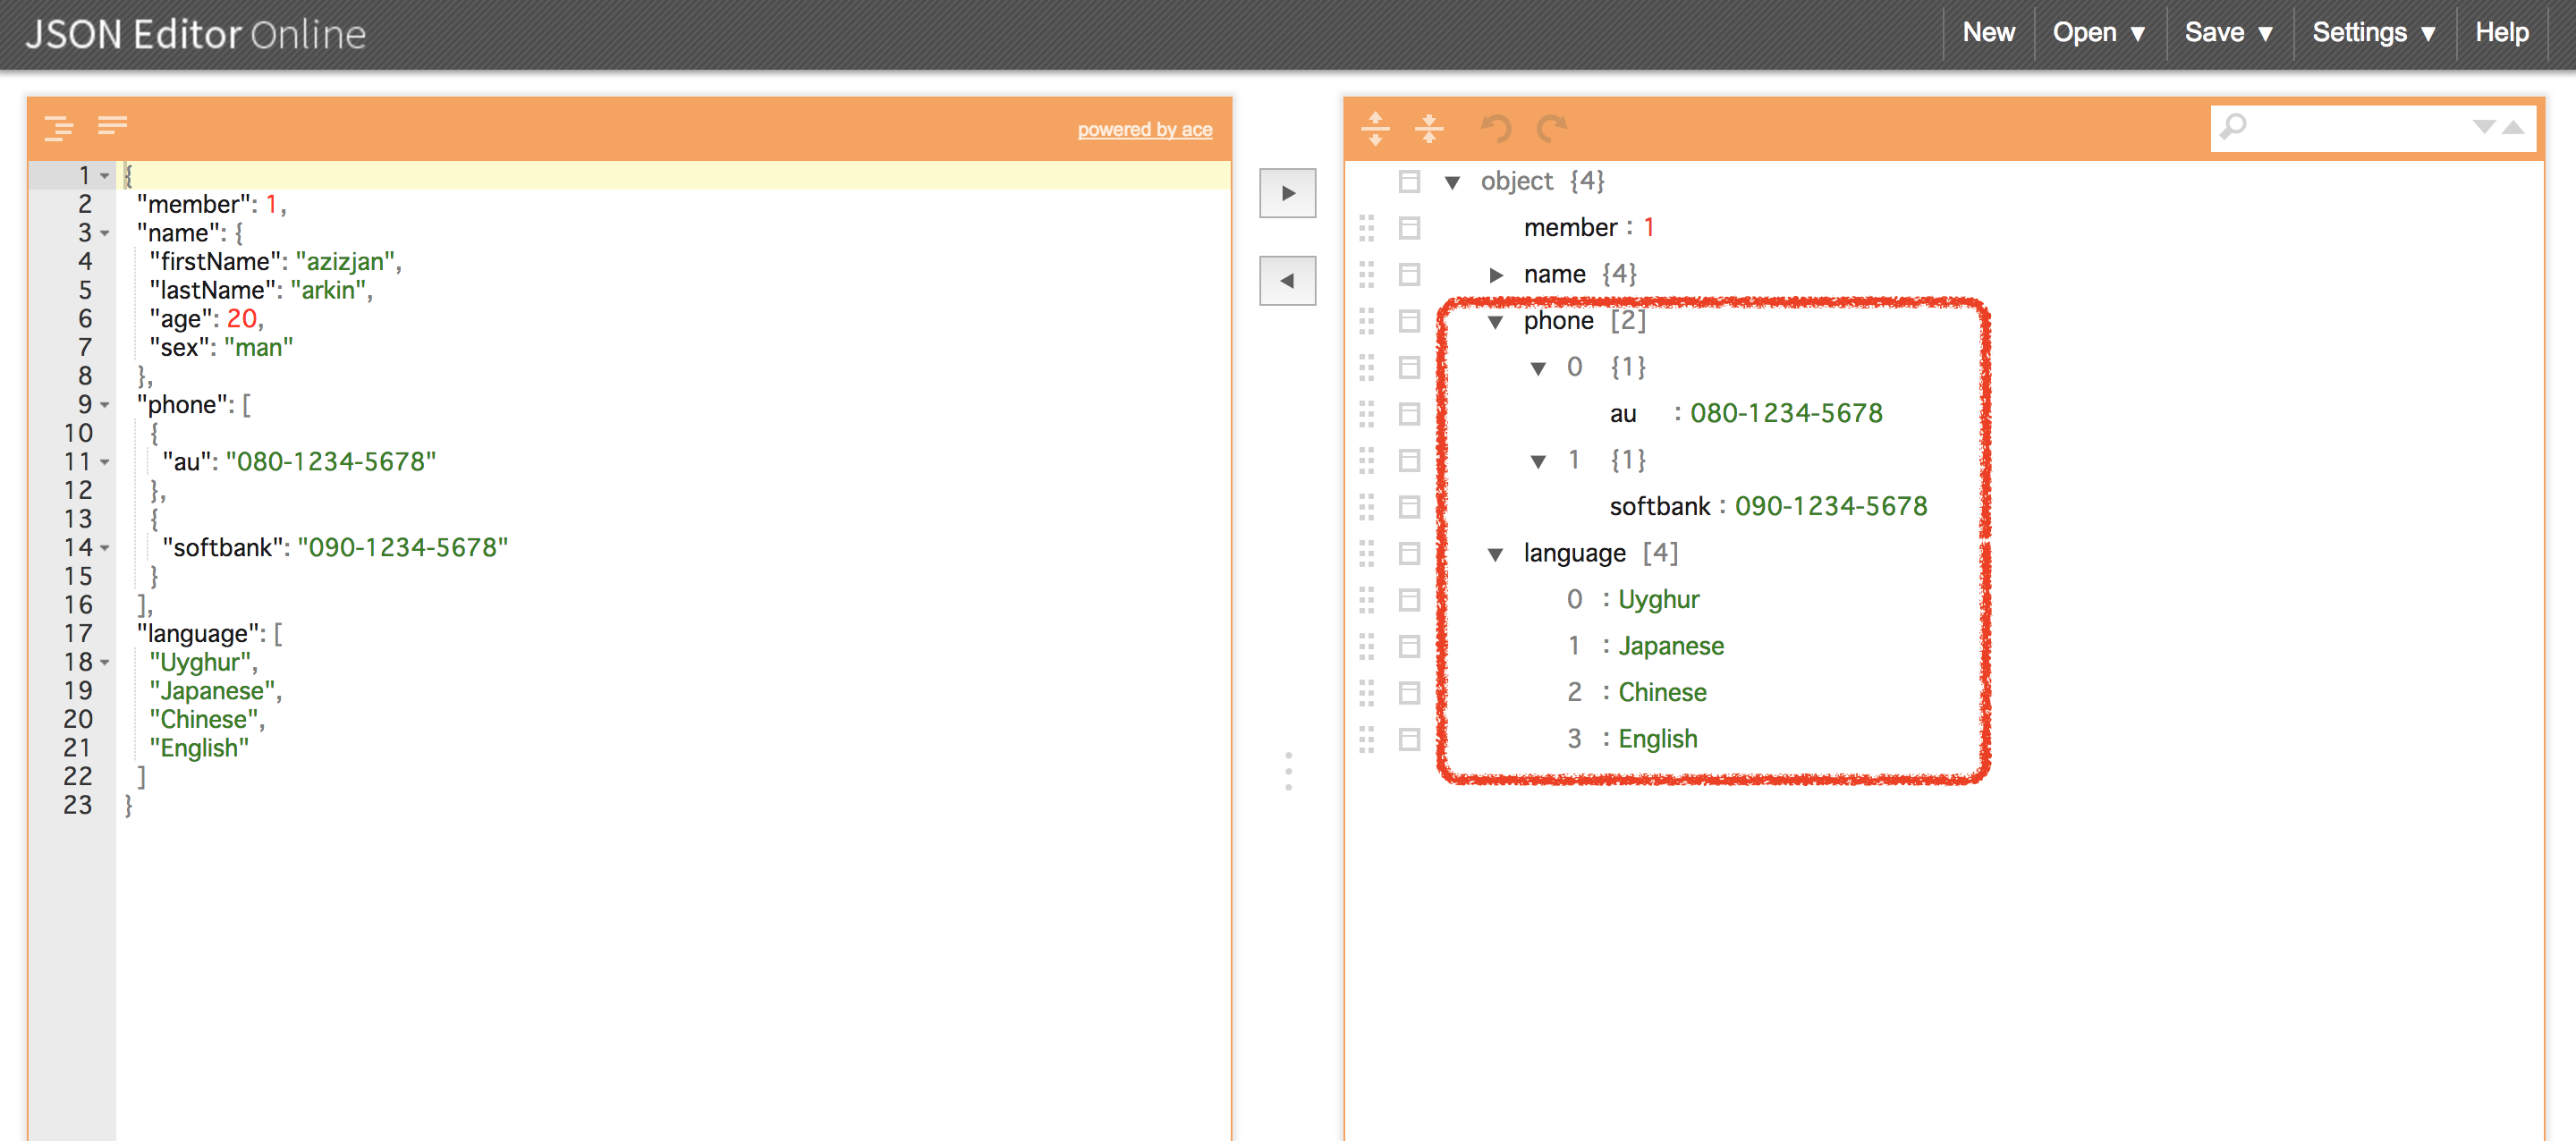 JSON Editor Online
New Open ▼ Save ▼ Settings ▼ Help
powered by ace
1 {
2 "member": 1,
3 "name": {
4 "firstName": "azizjan",
5 "lastName": "arkin",
6 "age": 20,
7 "sex": "man"
8 },
9 "phone": [
10 {
11 "au": "080-1234-5678"
12 },
13 {
14 "softbank": "090-1234-5678"
15 }
16 ],
17 "language": [
18 "Uyghur",
19 "Japanese",
20 "Chinese",
21 "English"
22 ]
23 }
object {4}
member : 1
name {4}
phone [2]
0 {1}
au : 080-1234-5678
1 {1}
softbank : 090-1234-5678
language [4]
0 : Uyghur
1 : Japanese
2 : Chinese
3 : English